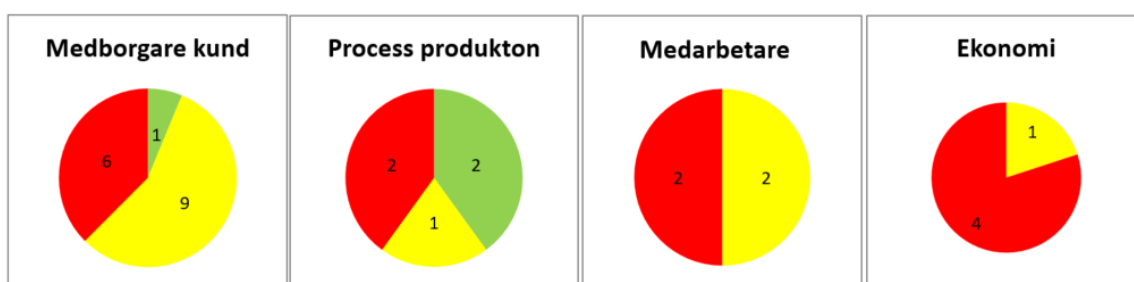 Medborgare kund
1
6
9
Process produkton
2
2
1
Medarbetare
2
2
Ekonomi
1
4